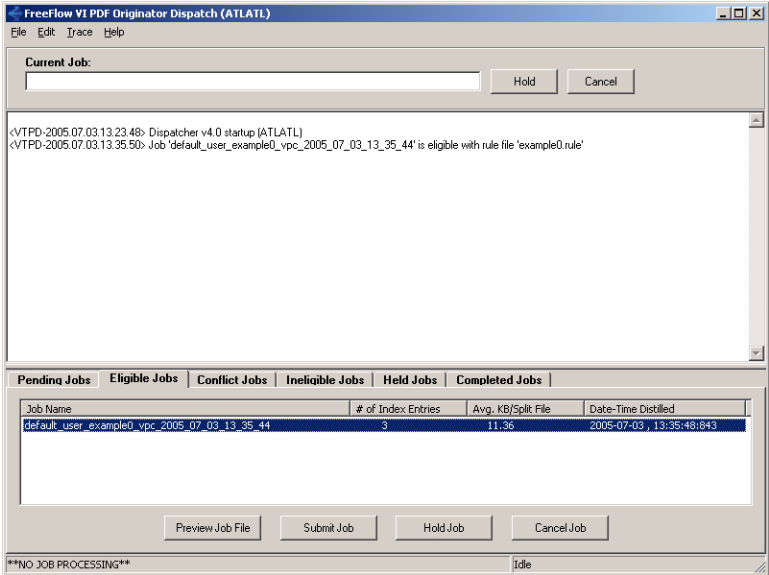 FreeFlow VI PDF Originator Dispatch (ATLATL)
File Edit Trace Help
Current Job:
Hold Cancel
<VTPD-2005.07.03.13.23.48> Dispatcher v4.0 startup (ATLATL)
<VTPD-2005.07.03.13.35.50> Job 'default_user_example0_vpc_2005_07_03_13_35_44' is eligible with rule file 'example0.rule'
Pending Jobs Eligible Jobs Conflict Jobs Ineligible Jobs Held Jobs Completed Jobs
Job Name # of Index Entries Avg. KB/Split File Date-Time Distilled
default_user_example0_vpc_2005_07_03_13_35_44 3 11.36 2005-07-03 , 13:35:48:843
Preview Job File Submit Job Hold Job Cancel Job
**NO JOB PROCESSING** Idle